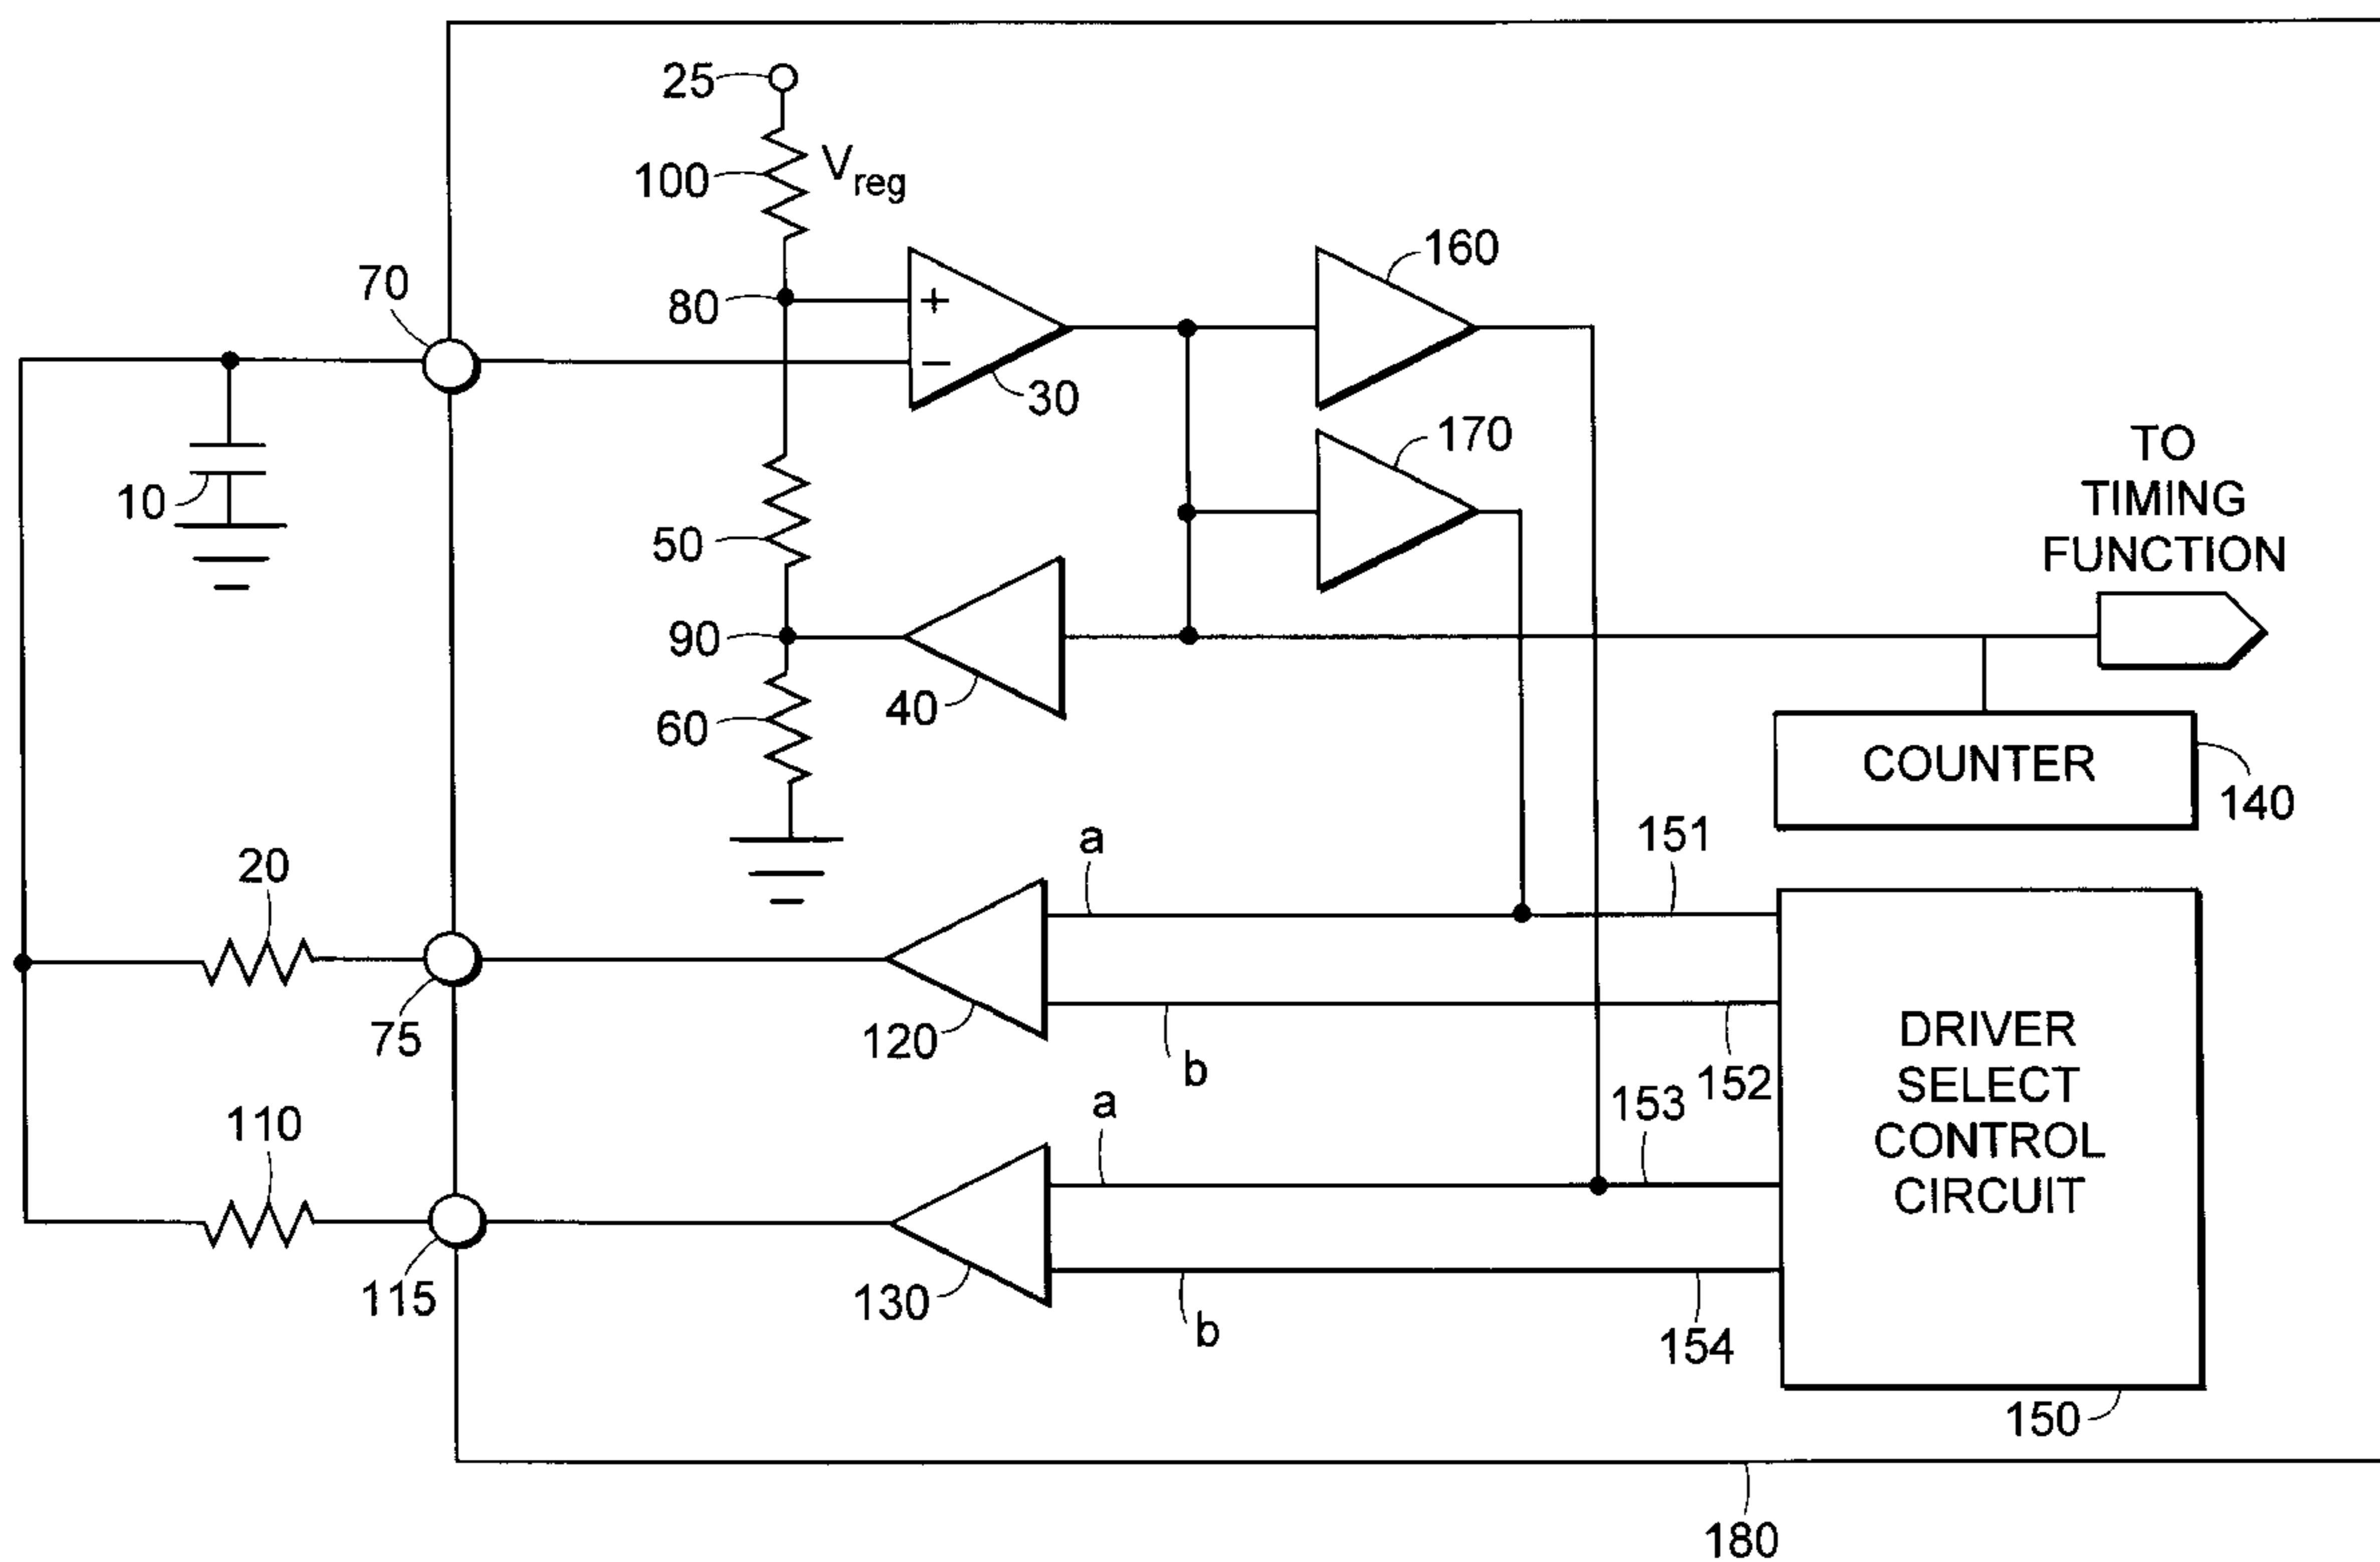 25
100
Vreg
160
70
80
+
−
30
170
TO
TIMING
FUNCTION
10
50
90
40
60
COUNTER
140
20
a
151
75
120
b
152
DRIVER
SELECT
CONTROL
CIRCUIT
110
a
153
115
130
b
154
150
180